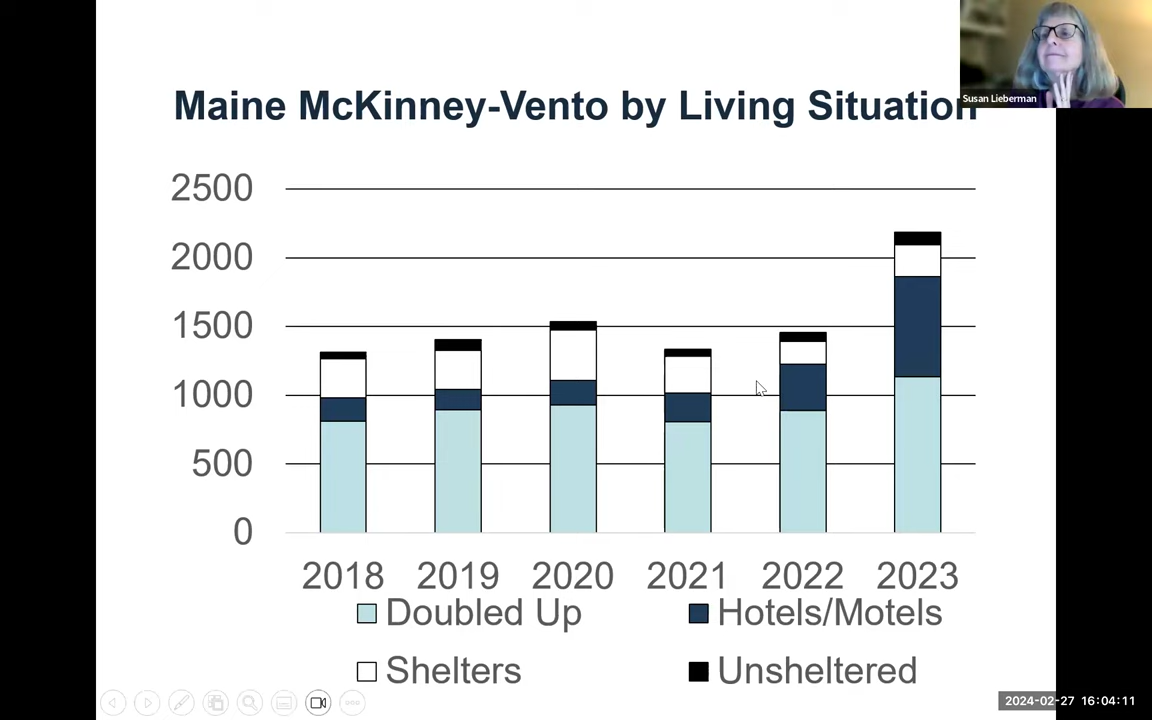 Maine McKinney-Vento by Living Situation
Susan Lieberman
2500
2000
1500
1000
500
0
2018 2019 2020 2021 2022 2023
Doubled Up Hotels/Motels
Shelters Unsheltered
2024-02-27 16:04:11